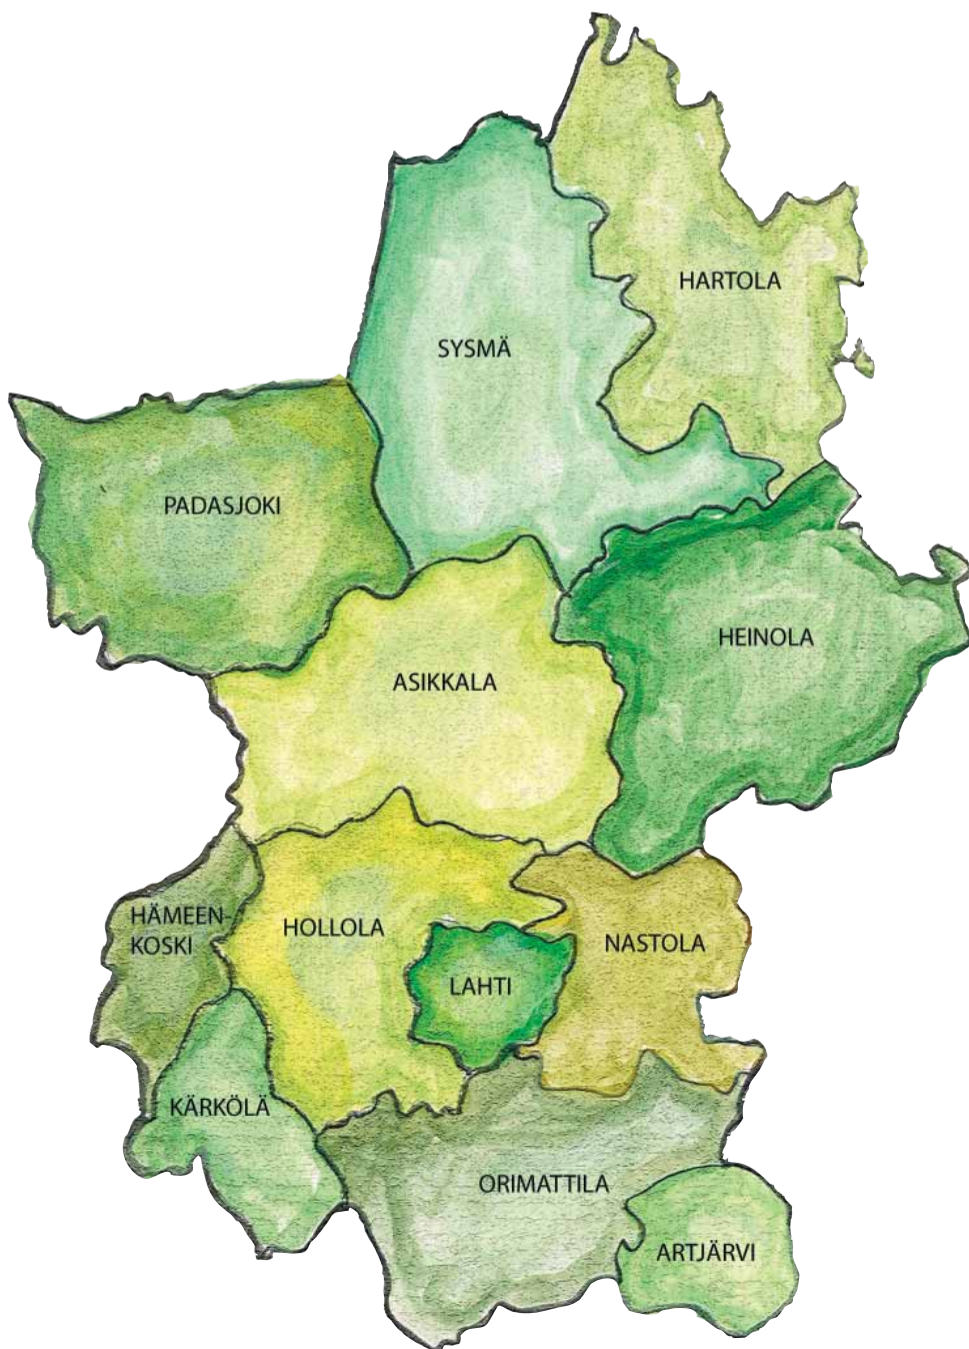 HARTOLA
SYSMÄ
PADASJOKI
HEINOLA
ASIKKALA
HÄMEEN-
KOSKI
HOLLOLA
NASTOLA
LAHTI
KÄRKÖLÄ
ORIMATTILA
ARTJÄRVI